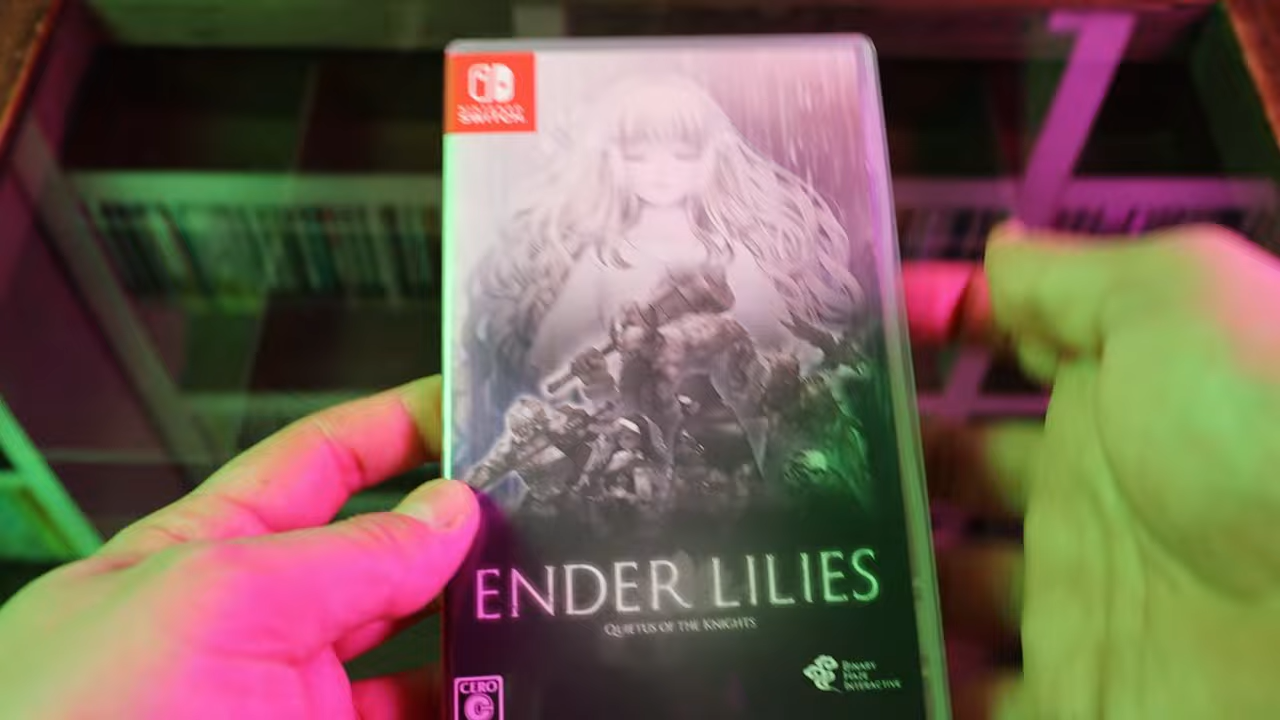 NINTENDO
SWITCH
ENDER LILIES
QUIETUS OF THE KNIGHTS
BINARY
HAZE
INTERACTIVE
CERO
C